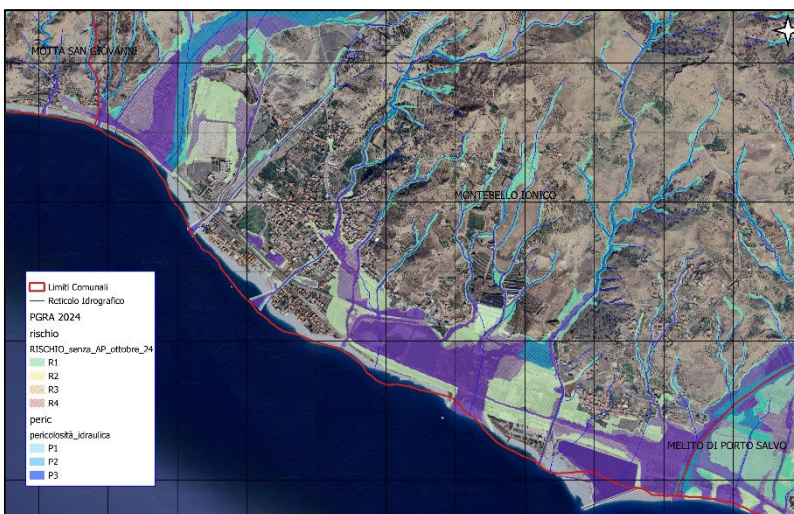 MOTTA SAN GIOVANNI
MONTEBELLO IONICO
MELITO DI PORTO SALVO
Limiti Comunali
Reticolo Idrografico
PGRA 2024
rischio
RISCHIO_senza_AP_ottobre_24
R1
R2
R3
R4
peric
pericolosità_idraulica
P1
P2
P3